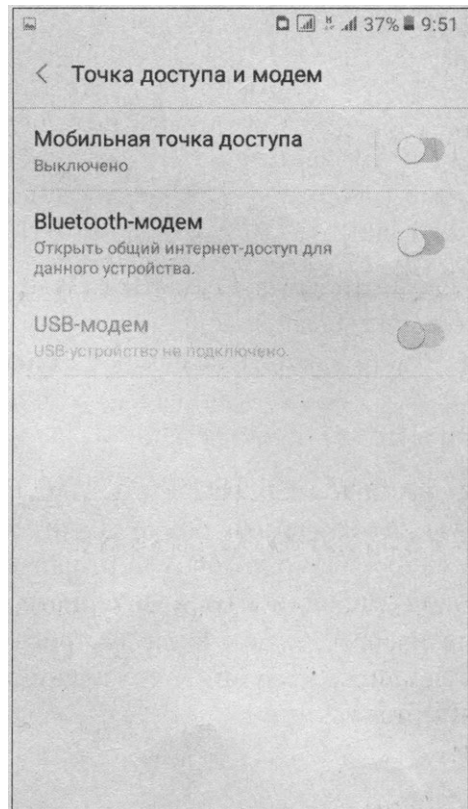 37% 9:51
Точка доступа и модем
Мобильная точка доступа
Выключено
Bluetooth-модем
Открыть общий интернет-доступ для
данного устройства.
USB-модем
USB-устройство не подключено.